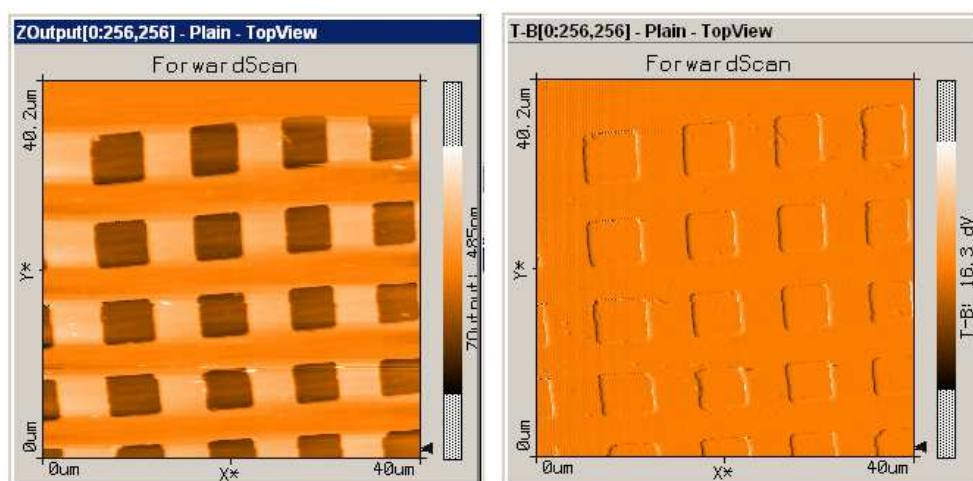 ZOutput[0:256,256] - Plain - TopView
ForwardScan
40.2um
Y*
0um
0um
X*
40um
ZOutput: 485nm
T-B[0:256,256] - Plain - TopView
ForwardScan
40.2um
Y*
0um
0um
X*
40um
T-B: 16.3 dV